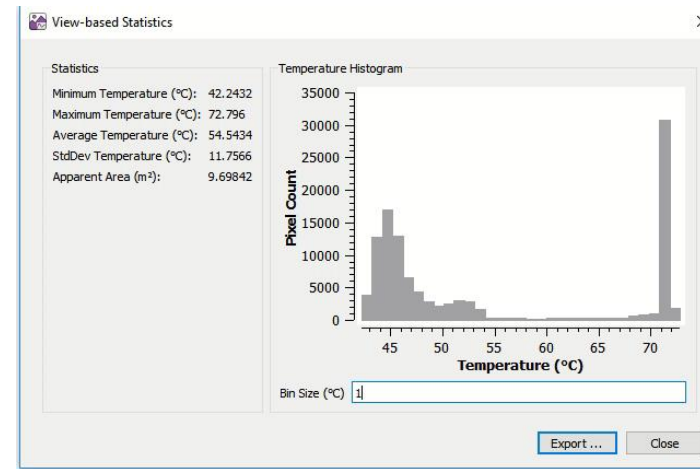 View-based Statistics
Statistics
Minimum Temperature (°C): 42.2432
Maximum Temperature (°C): 72.796
Average Temperature (°C): 54.5434
StdDev Temperature (°C): 11.7566
Apparent Area (m²): 9.69842
Temperature Histogram
35000
30000
25000
20000
15000
10000
5000
0
Pixel Count
45 50 55 60 65 70
Temperature (°C)
Bin Size (°C) 1
Export ... Close